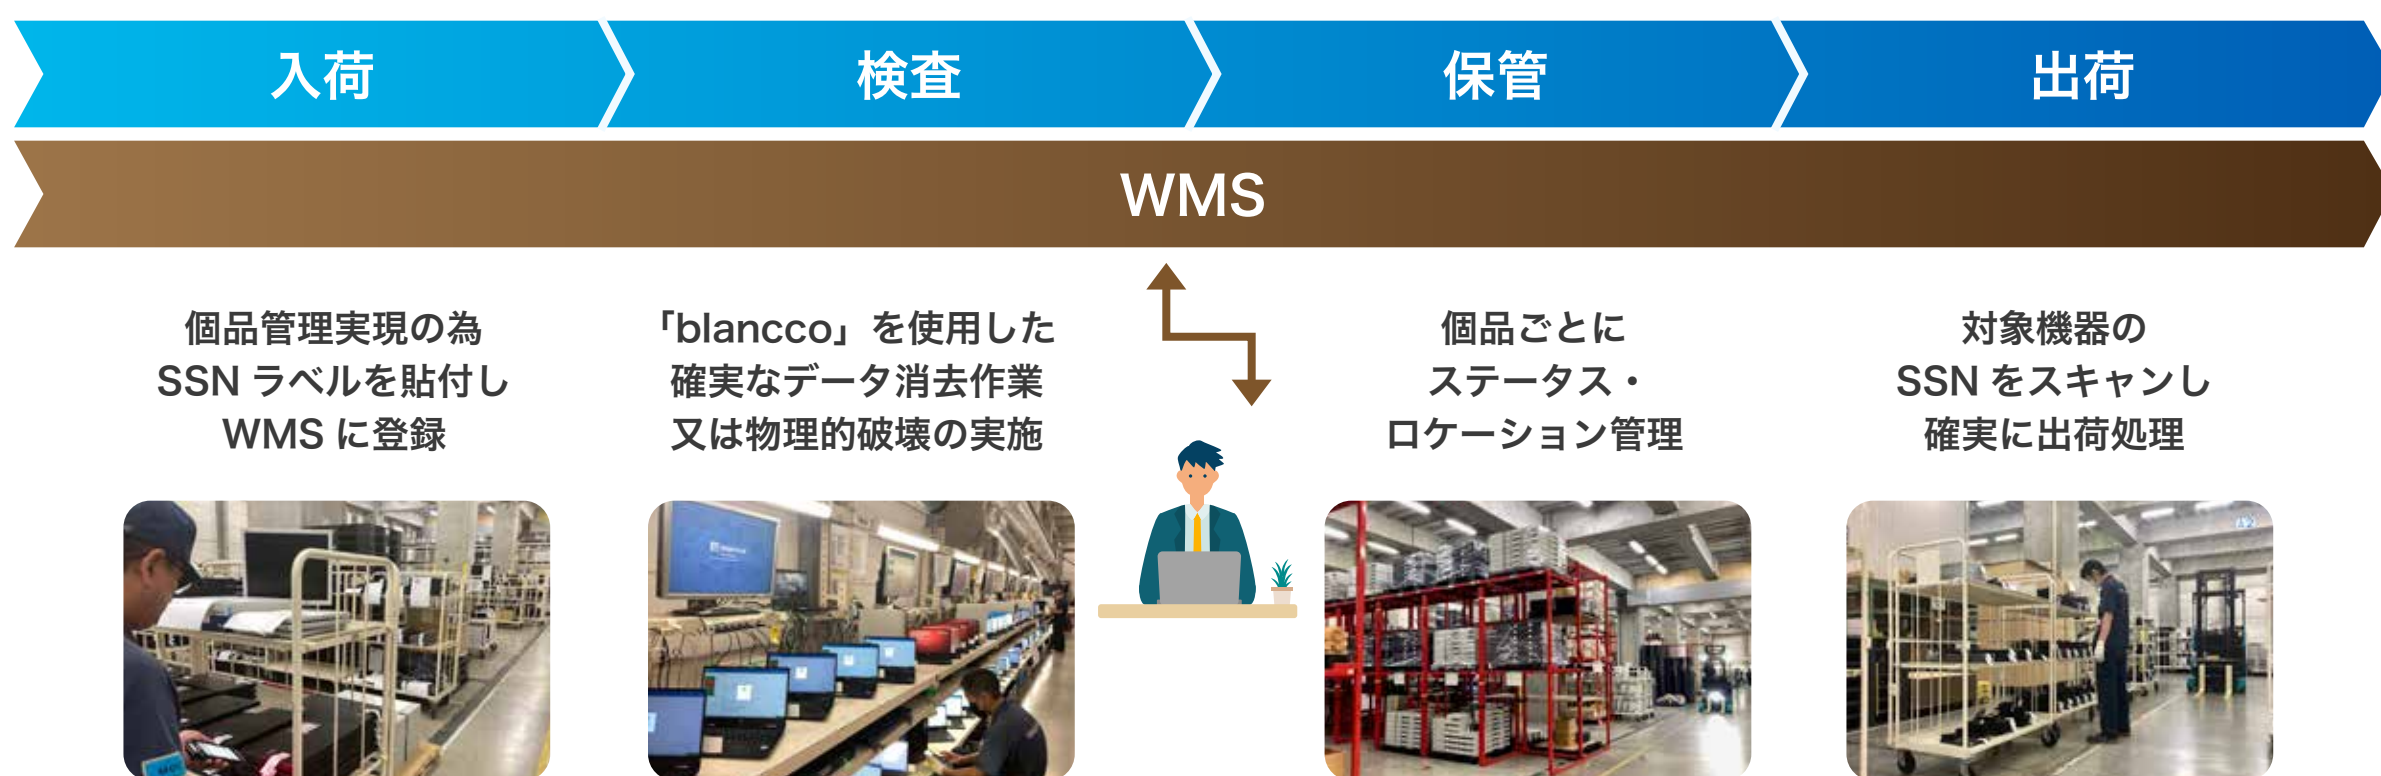 入荷
検査
保管
出荷
WMS
個品管理実現の為
SSN ラベルを貼付し
WMS に登録
「blancco」を使用した
確実なデータ消去作業
又は物理的破壊の実施
個品ごとに
ステータス・
ロケーション管理
対象機器の
SSN をスキャンし
確実に出荷処理